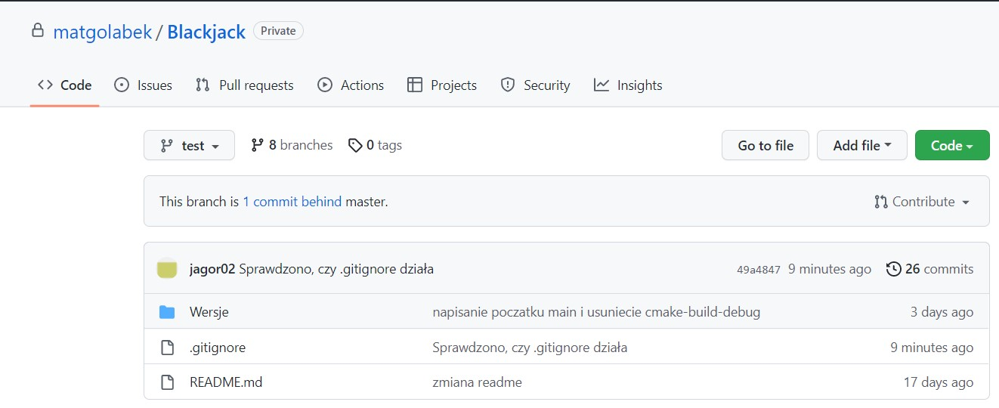 matgolabek / Blackjack Private
Code Issues Pull requests Actions Projects Security Insights
test 8 branches 0 tags Go to file Add file Code
This branch is 1 commit behind master. Contribute
jagor02 Sprawdzono, czy .gitignore działa 49a4847 9 minutes ago 26 commits
Wersje napisanie poczatku main i usuniecie cmake-build-debug 3 days ago
.gitignore Sprawdzono, czy .gitignore działa 9 minutes ago
README.md zmiana readme 17 days ago